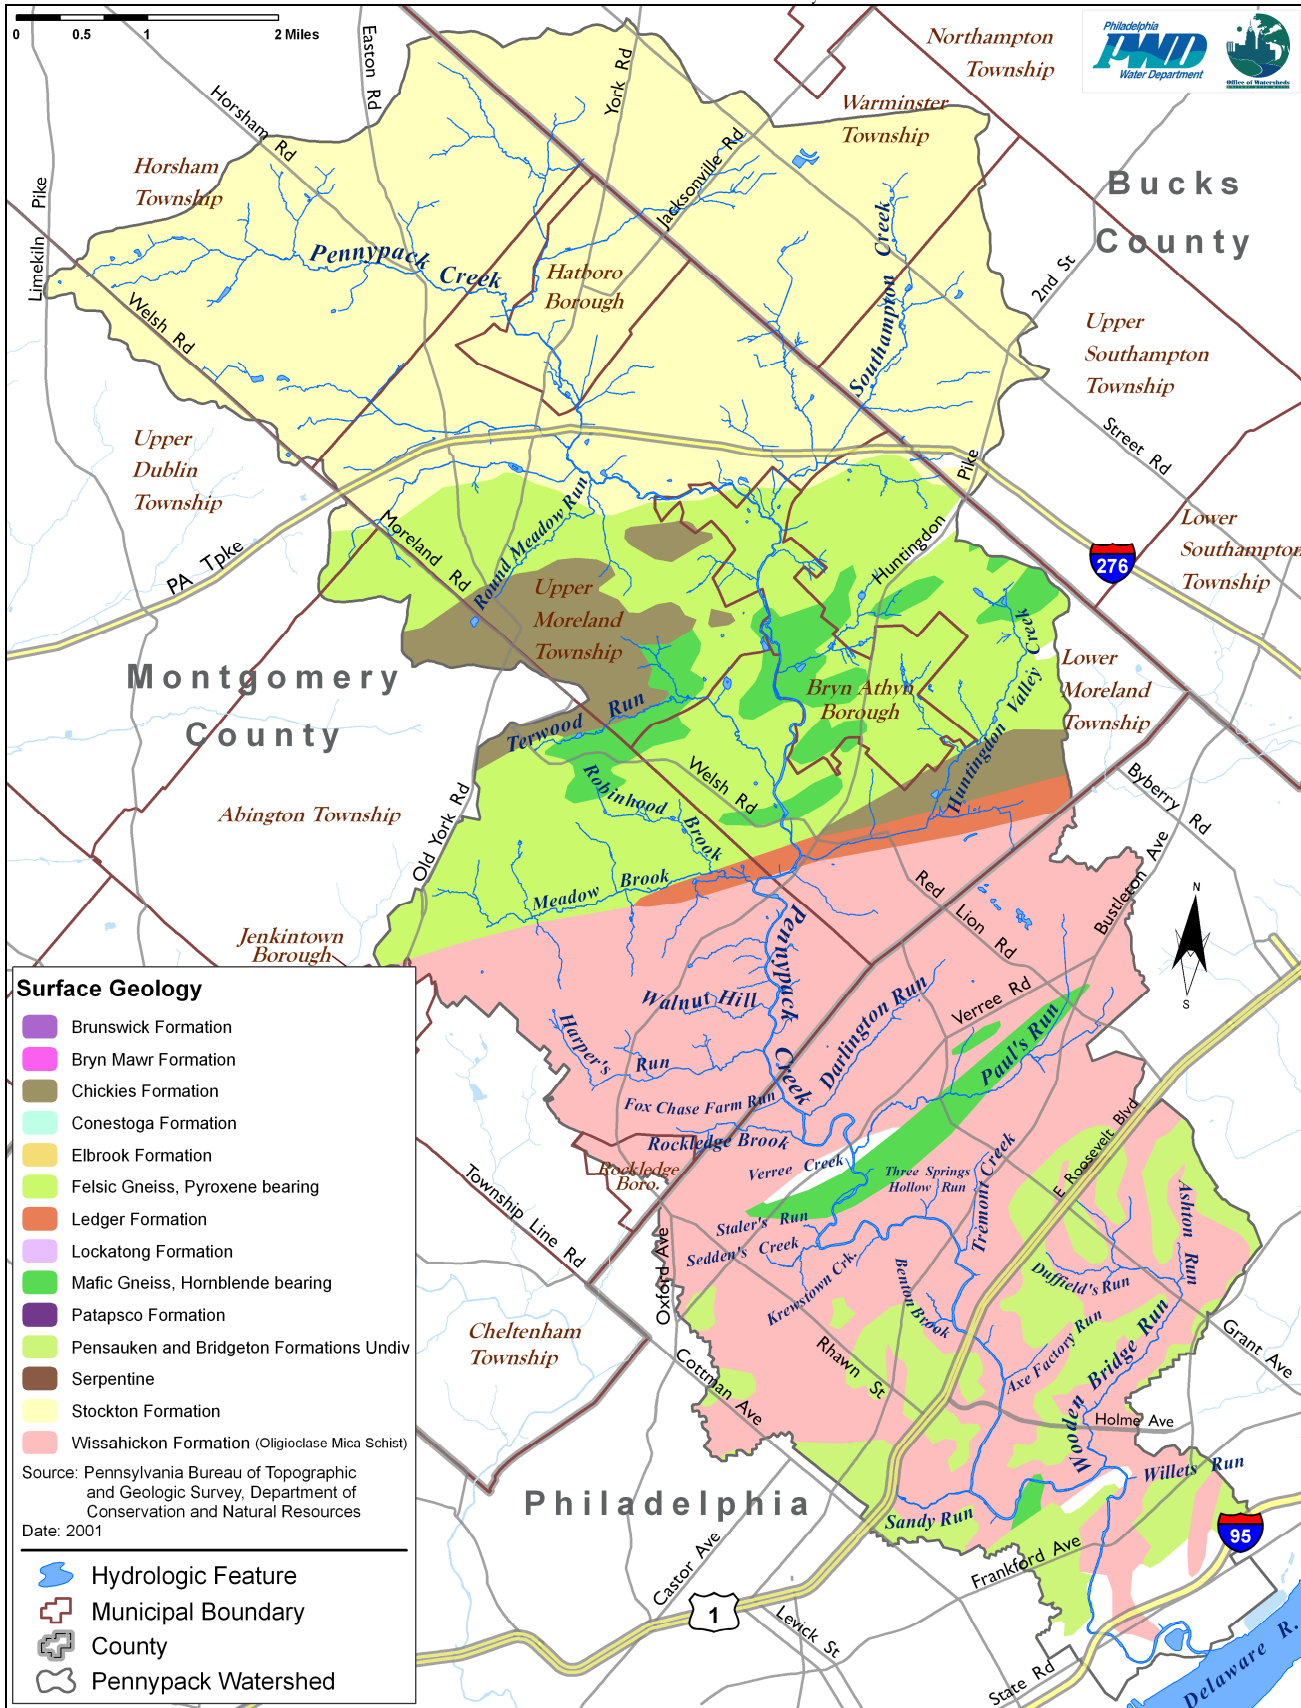 0 0.5 1 2 Miles
Philadelphia
PWD
Water Department
Office of Watersheds
Northampton
Township
Warminster
Township
Bucks
County
Horsham
Township
Easton Rd
York Rd
Horsham Rd
Jacksonville Rd
Limekiln Pike
Pennypack Creek
Hatboro
Borough
Southampton Creek
2nd St
Welsh Rd
Upper
Southampton
Township
Upper
Dublin
Township
Street Rd
Pike
Lower
Southampton
Township
276
PA Tpke
Moreland Rd
Round Meadow Run
Huntingdon
Upper
Moreland
Township
Montgomery
County
Lower
Moreland
Township
Bryn Athyn
Borough
Huntingdon Valley Creek
Terwood Run
Robinhood Brook
Welsh Rd
Byberry Rd
Abington Township
Old York Rd
Meadow Brook
Red Lion Rd
Bustleton Ave
Jenkintown
Borough
Pennypack Creek
N
S
Walnut Hill
Harper's Run
Darlington Run
Verree Rd
Paul's Run
Fox Chase Farm Run
Rockledge Brook
Rockledge
Boro.
Verree Creek
Three Springs
Hollow Run
Tremont Creek
E Roosevelt Blvd
Ashton Run
Township Line Rd
Staler's Run
Sedden's Creek
Krewstown Crk.
Benton Brook
Duffield's Run
Oxford Ave
Cheltenham
Township
Cottman Ave
Rhawn St
Axe Factory Run
Wooden Bridge Run
Grant Ave
Holme Ave
Willets Run
Philadelphia
Sandy Run
95
Frankford Ave
Castor Ave
1
Levick St
State Rd
Delaware R.
Surface Geology
Brunswick Formation
Bryn Mawr Formation
Chickies Formation
Conestoga Formation
Elbrook Formation
Felsic Gneiss, Pyroxene bearing
Ledger Formation
Lockatong Formation
Mafic Gneiss, Hornblende bearing
Patapsco Formation
Pensauken and Bridgeton Formations Undiv
Serpentine
Stockton Formation
Wissahickon Formation (Oligioclase Mica Schist)
Source: Pennsylvania Bureau of Topographic
and Geologic Survey, Department of
Conservation and Natural Resources
Date: 2001
Hydrologic Feature
Municipal Boundary
County
Pennypack Watershed